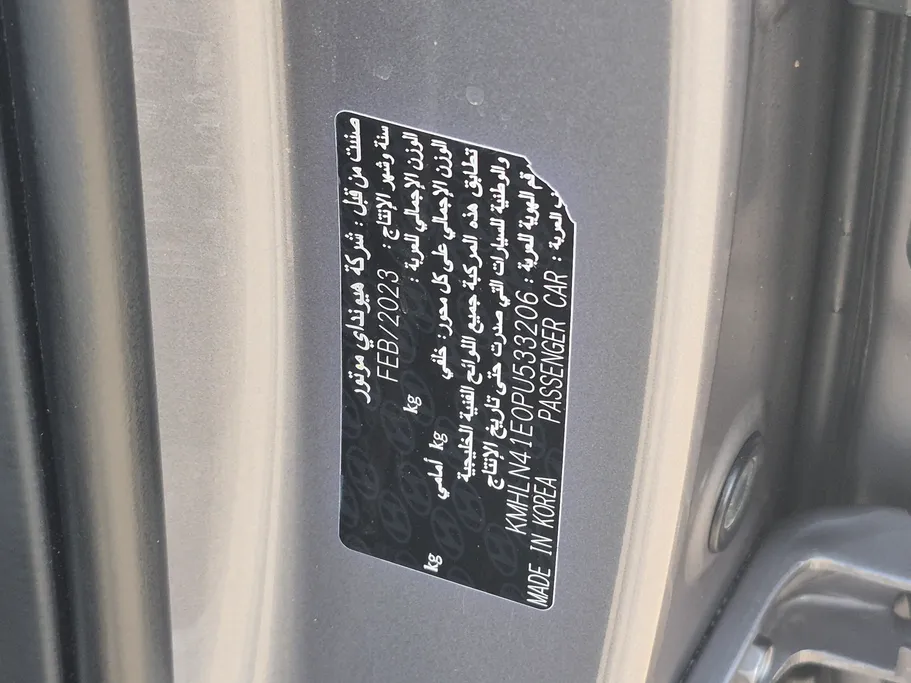 صنعت من قبل : شركة هيونداي موتور
سنة وشهر الإنتاج : FEB/2023
الوزن الإجمالي للعربة : kg
الوزن الإجمالي على كل محور: خلفي kg أمامي kg
تطابق هذه المركبة جميع اللوائح الفنية الخليجية
والوطنية للسيارات التي صدرت حتى تاريخ الإنتاج
رقم الهوية للعربة : KMHLN41E0PU533206
العربة : PASSENGER CAR MADE IN KOREA